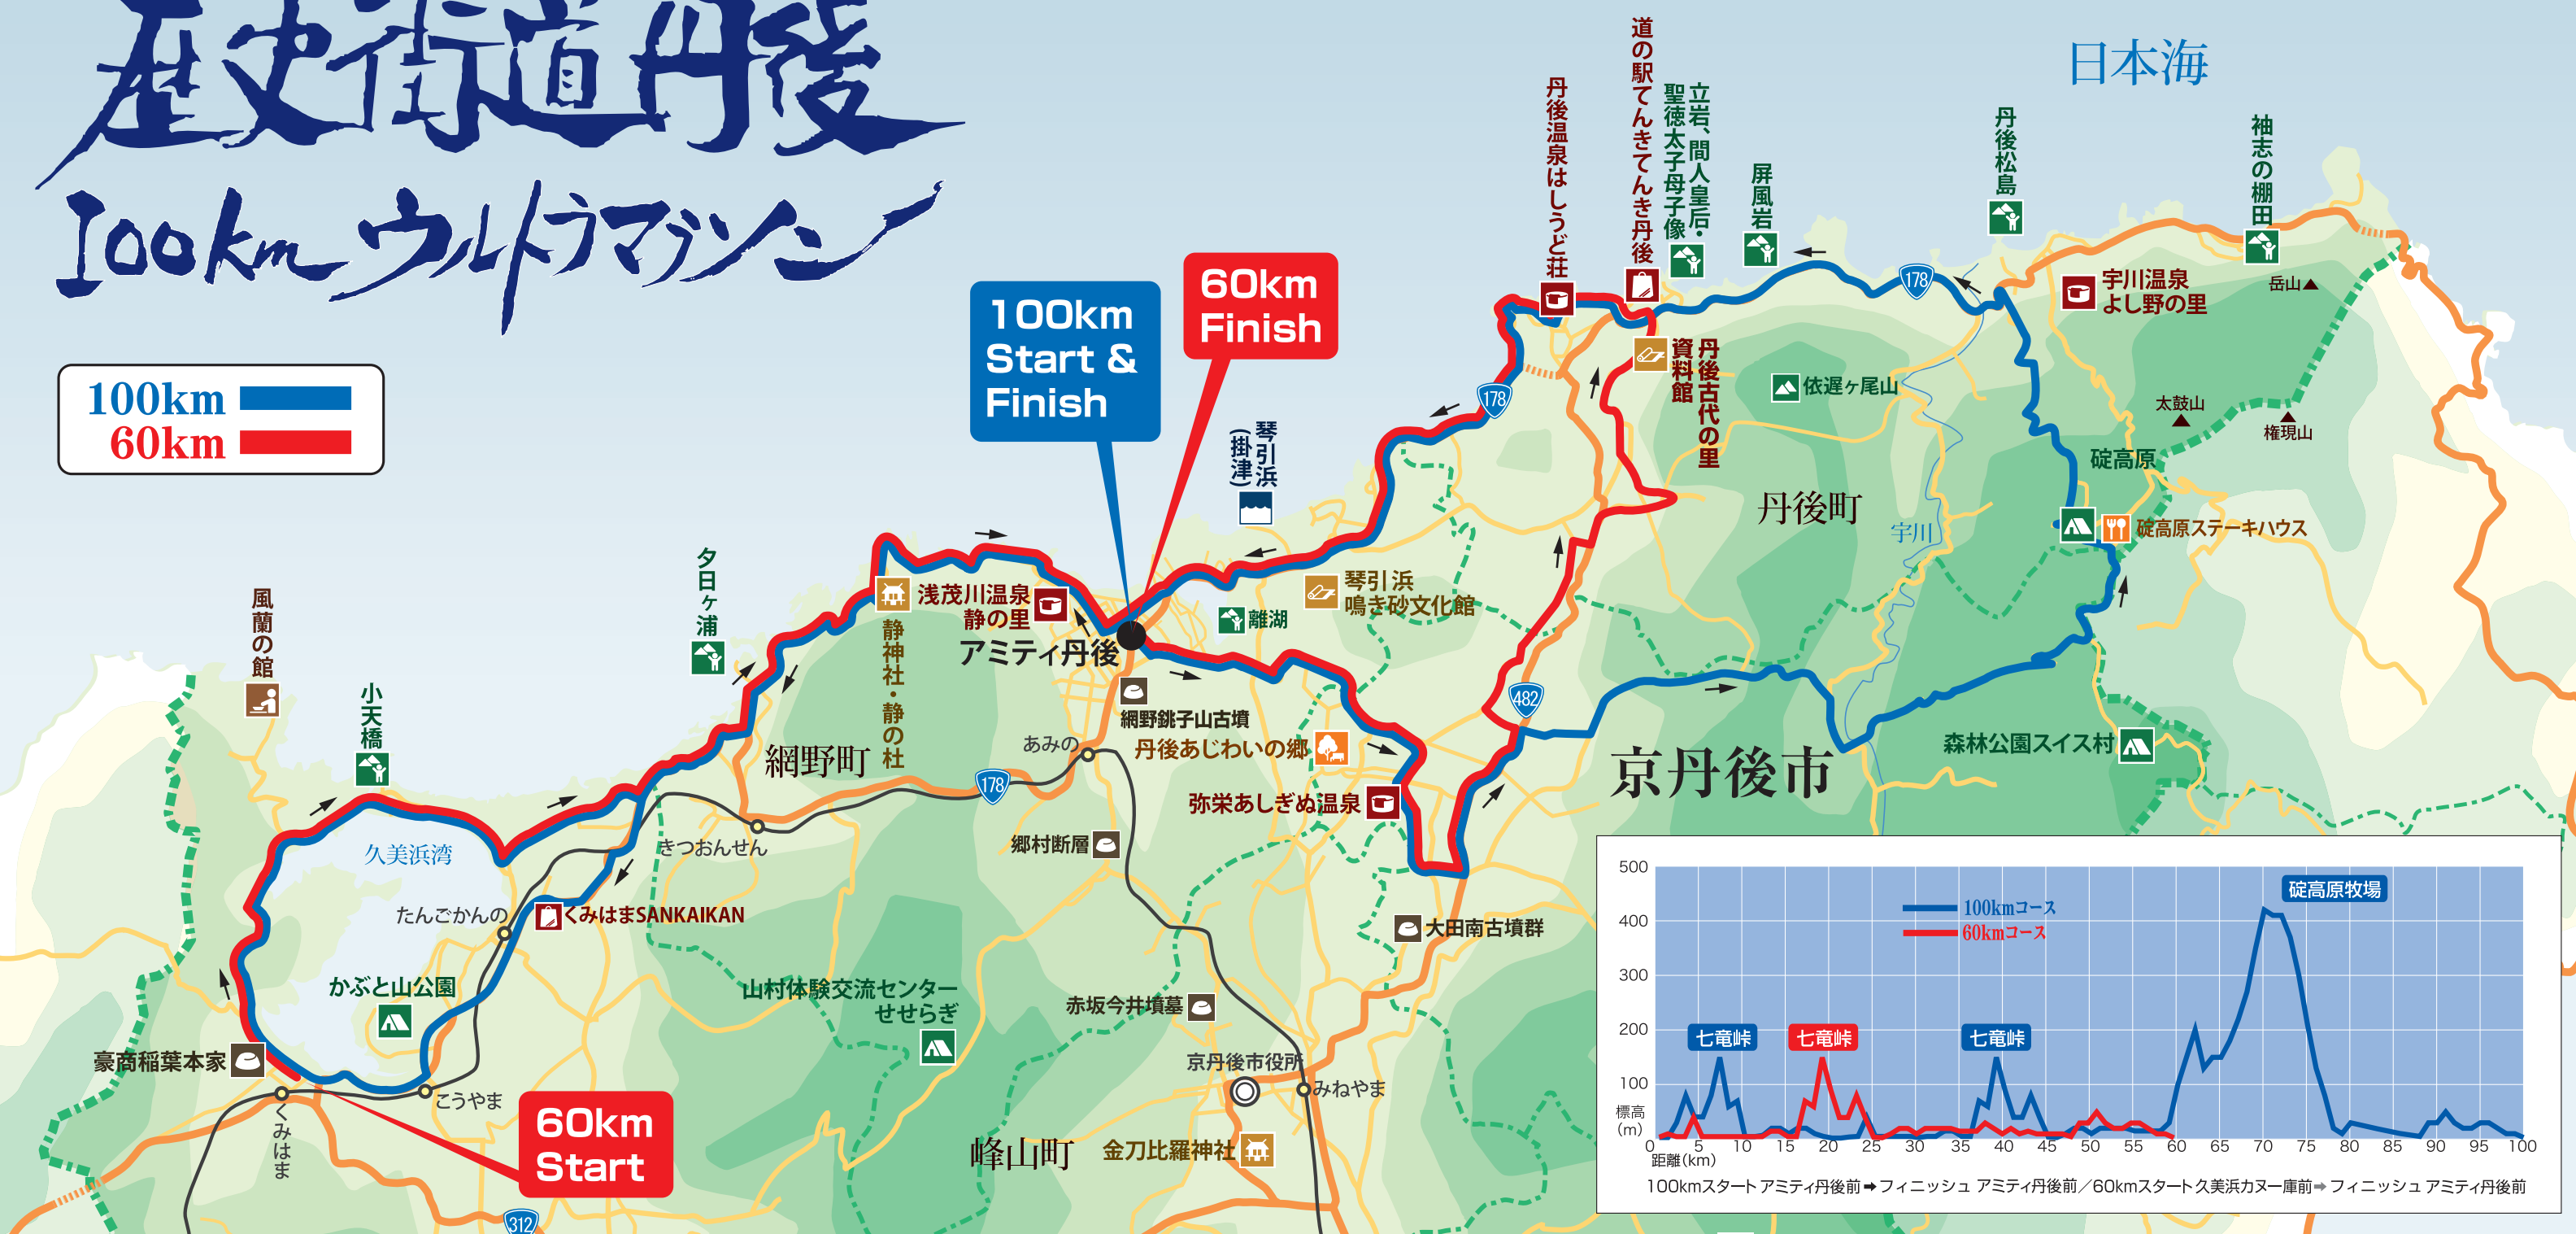 歴史街道丹後
100km ウルトラマラソン
100km
60km
100km
Start &
Finish
60km
Finish
60km
Start
日本海
道の駅てんきてんき丹後
丹後温泉はしうど荘
立岩、間人皇后・
聖徳太子母子像
屏風岩
丹後松島
袖志の棚田
宇川温泉
よし野の里
岳山
太鼓山
権現山
碇高原
碇高原ステーキハウス
依遅ヶ尾山
丹後古代の里
資料館
178
178
丹後町
宇川
琴引浜
(掛津)
琴引浜
鳴き砂文化館
離湖
夕日ヶ浦
浅茂川温泉
静の里
アミティ丹後
静神社・静の杜
網野町
網野銚子山古墳
丹後あじわいの郷
弥栄あしぎぬ温泉
482
京丹後市
森林公園スイス村
風蘭の館
小天橋
久美浜湾
あみの
178
きつおんせん
郷村断層
たんごかんの
くみはまSANKAIKAN
大田南古墳群
かぶと山公園
山村体験交流センター
せせらぎ
赤坂今井墳墓
豪商稲葉本家
京丹後市役所
みねやま
こうやま
くみはま
峰山町
金刀比羅神社
312
500
400
300
200
100
標高
(m)
碇高原牧場
100kmコース
60kmコース
七竜峠
七竜峠
七竜峠
0 5 10 15 20 25 30 35 40 45 50 55 60 65 70 75 80 85 90 95 100
距離(km)
100kmスタート アミティ丹後前➡フィニッシュ アミティ丹後前／60kmスタート 久美浜カヌー庫前➡フィニッシュ アミティ丹後前